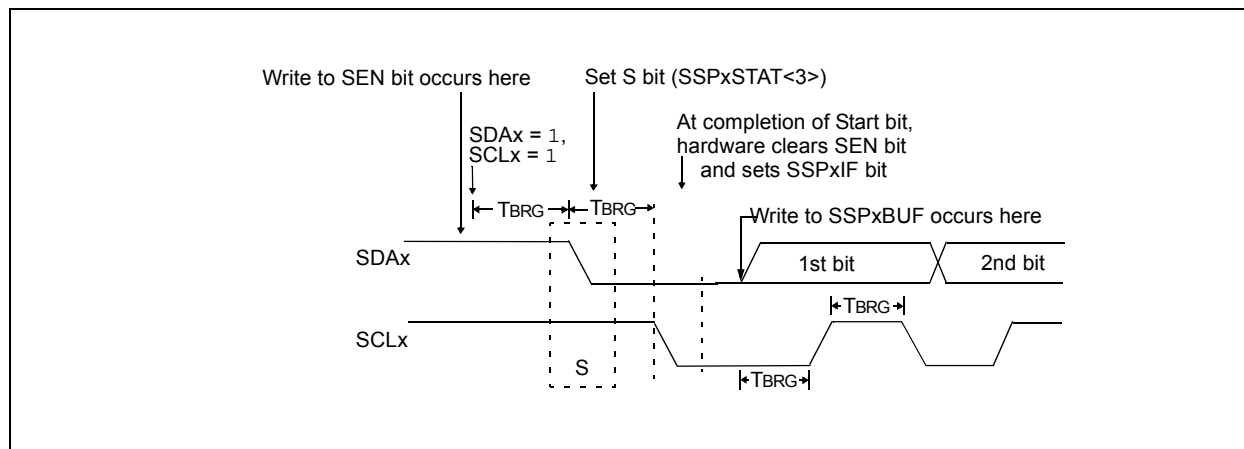 Write to SEN bit occurs here
Set S bit (SSPxSTAT<3>)
SDAx = 1,
SCLx = 1
At completion of Start bit,
hardware clears SEN bit
and sets SSPxIF bit
TBRG
TBRG
Write to SSPxBUF occurs here
SDAx
1st bit
2nd bit
TBRG
SCLx
S
TBRG